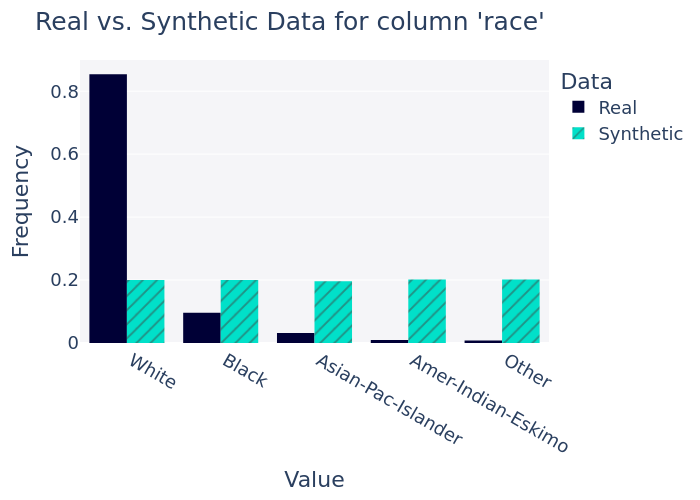 Real vs. Synthetic Data for column 'race'
Data
Real
Synthetic
Frequency
0.8
0.6
0.4
0.2
0
White
Black
Asian-Pac-Islander
Amer-Indian-Eskimo
Other
Value